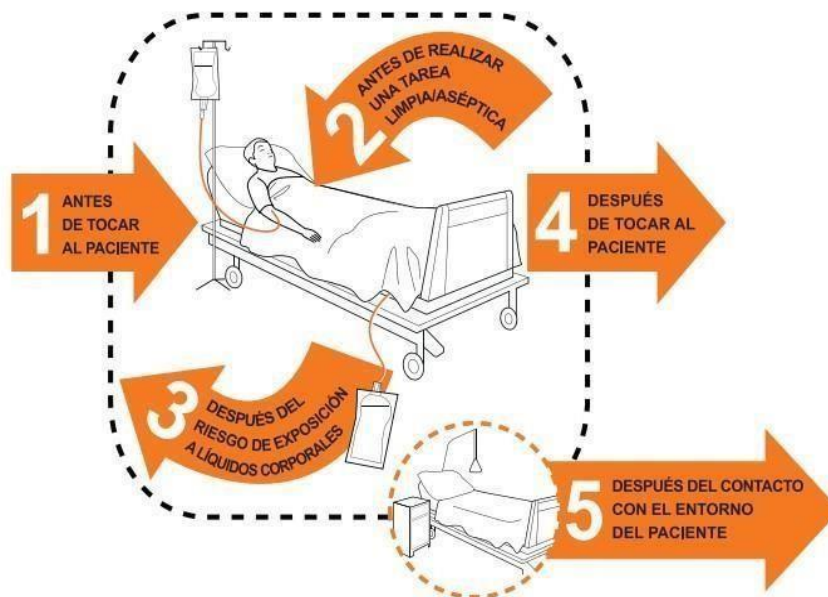 1
ANTES
DE TOCAR
AL PACIENTE
2
ANTES DE REALIZAR
UNA TAREA
LIMPIA/ASÉPTICA
3
DESPUÉS DEL
RIESGO DE EXPOSICIÓN
A LÍQUIDOS CORPORALES
4
DESPUÉS
DE TOCAR AL
PACIENTE
5
DESPUÉS DEL CONTACTO
CON EL ENTORNO
DEL PACIENTE